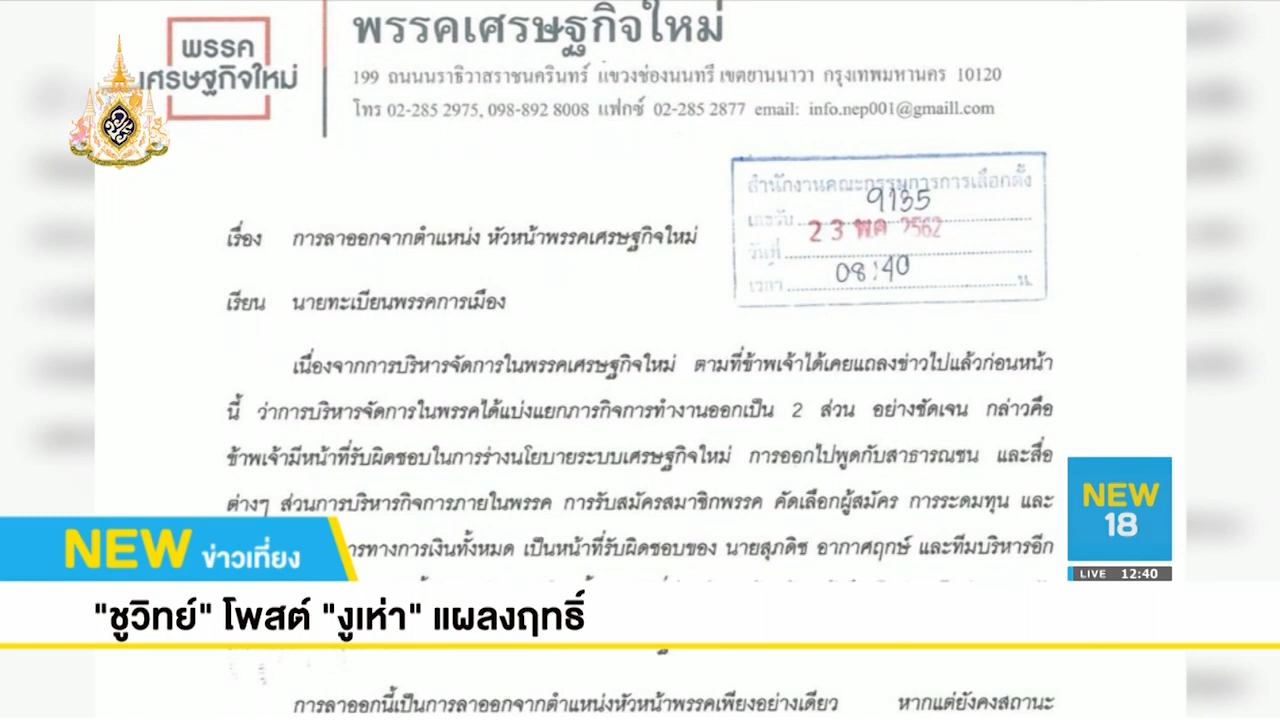 พรรค
เศรษฐกิจใหม่
พรรคเศรษฐกิจใหม่
199 ถนนนราธิวาสราชนครินทร์ แขวงช่องนนทรี เขตยานนาวา กรุงเทพมหานคร 10120
โทร 02-285 2975, 098-892 8008 แฟกซ์ 02-285 2877 email: info.nep001@gmaill.com
สำนักงานคณะกรรมการการเลือกตั้ง
เลขรับ 9135
วันที่ 23 พ.ค 2562
เวลา 08:40 น.
เรื่อง การลาออกจากตำแหน่ง หัวหน้าพรรคเศรษฐกิจใหม่
เรียน นายทะเบียนพรรคการเมือง
เนื่องจากการบริหารจัดการในพรรคเศรษฐกิจใหม่ ตามที่ข้าพเจ้าได้เคยแถลงข่าวไปแล้วก่อนหน้า
นี้ ว่าการบริหารจัดการในพรรคได้แบ่งแยกภารกิจการทำงานออกเป็น 2 ส่วน อย่างชัดเจน กล่าวคือ
ข้าพเจ้ามีหน้าที่รับผิดชอบในการร่างนโยบายระบบเศรษฐกิจใหม่ การออกไปพูดกับสาธารณชน และสื่อ
ต่างๆ ส่วนการบริหารกิจการภายในพรรค การรับสมัครสมาชิกพรรค คัดเลือกผู้สมัคร การระดมทุน และ
การทางการเงินทั้งหมด เป็นหน้าที่รับผิดชอบของ นายสุภดิช อากาศฤกษ์ และทีมบริหารอีก
NEW ข่าวเที่ยง
NEW
18
LIVE 12:40
"ชูวิทย์" โพสต์ "งูเห่า" แผลงฤทธิ์
การลาออกนี้เป็นการลาออกจากตำแหน่งหัวหน้าพรรคเพียงอย่างเดียว หากแต่ยังคงสถานะ